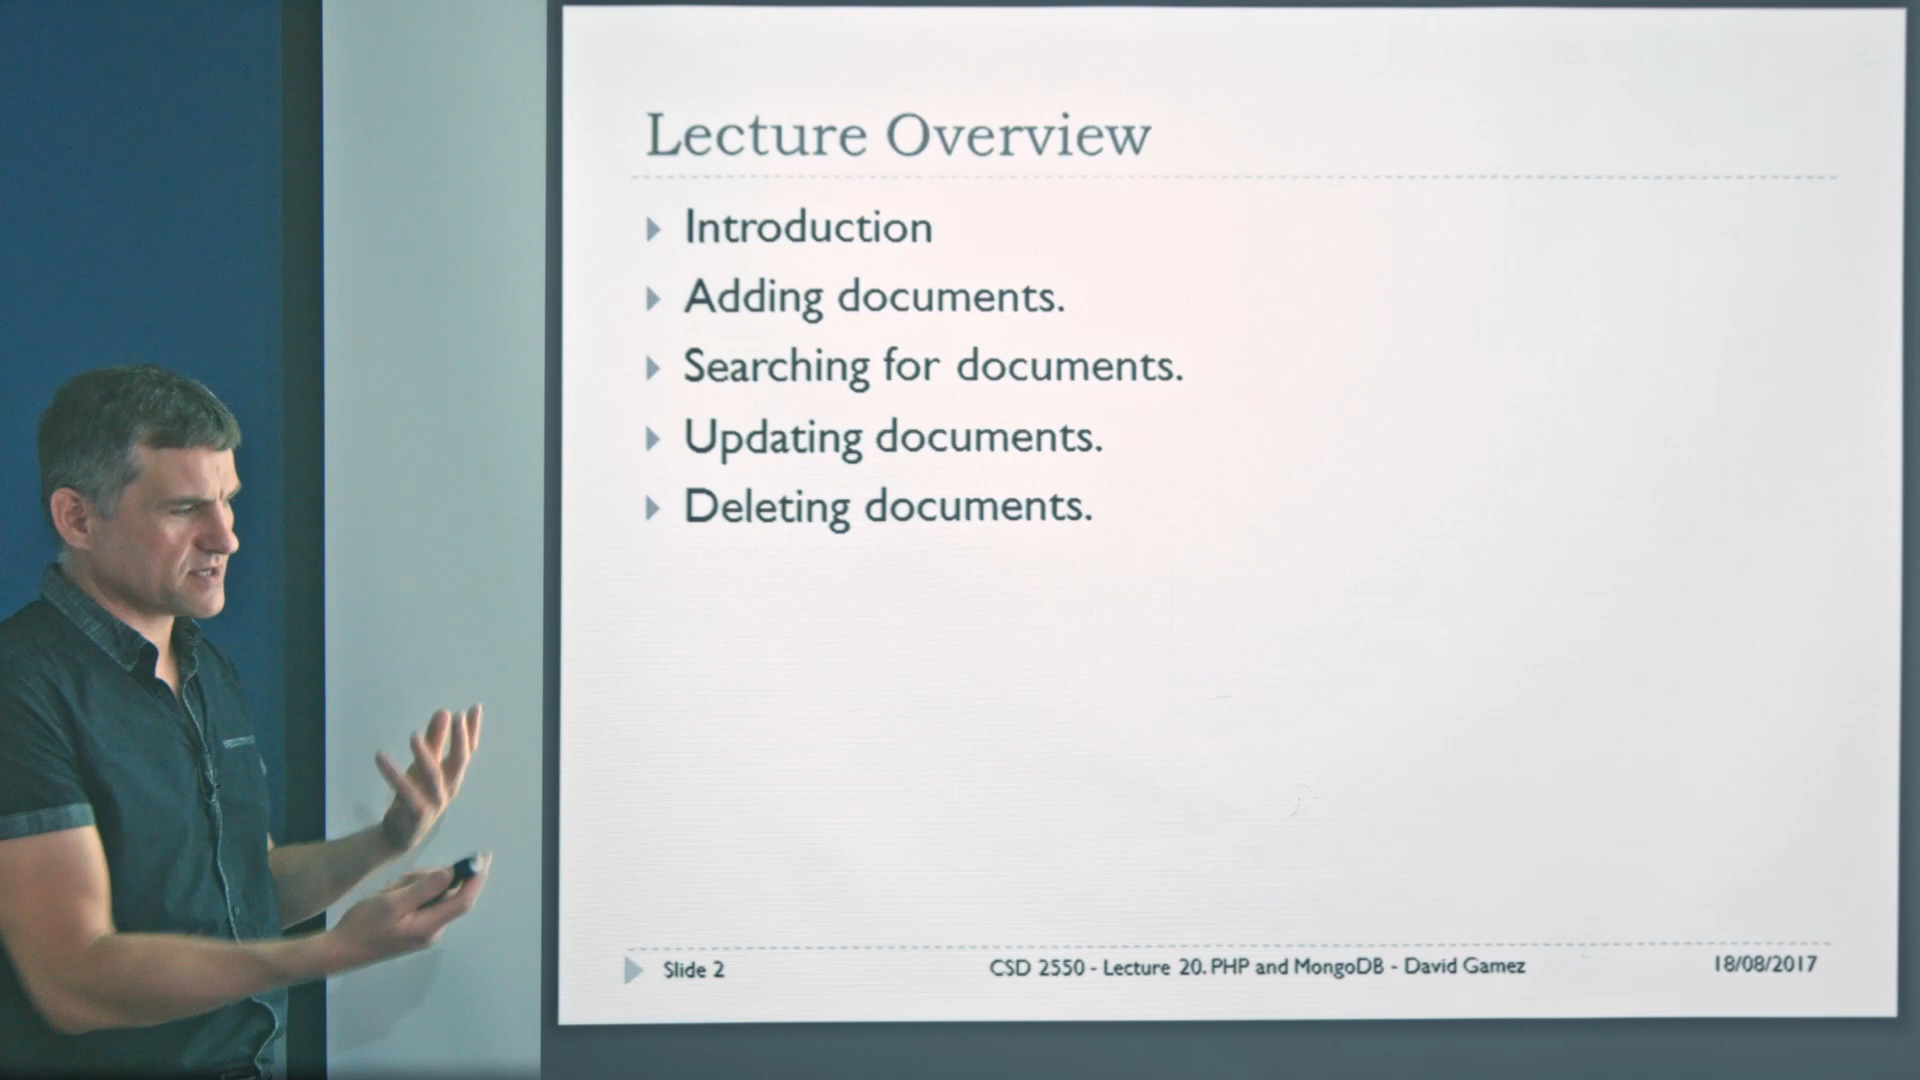 Lecture Overview
Introduction
Adding documents.
Searching for documents.
Updating documents.
Deleting documents.
Slide 2
CSD 2550 - Lecture 20. PHP and MongoDB - David Gamez
18/08/2017